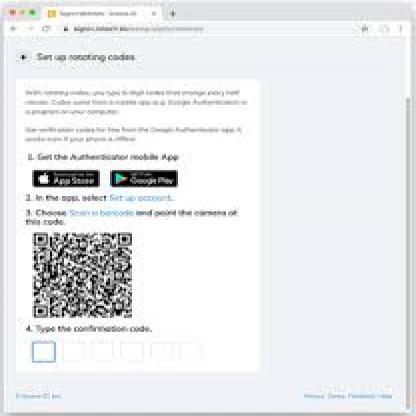 Set up rotating codes
With rotating codes, you type 6-digit codes that change every half
minute. Codes come from a mobile app (e.g. Google Authenticator) or
a program on your computer.
Get verification codes for free from the Google Authenticator app. It
works even if your phone is offline.
1. Get the Authenticator mobile App
App Store
Google Play
2. In the app, select Set up account.
3. Choose Scan a barcode and point the camera at
this code.
4. Type the confirmation code.
Privacy Terms Feedback Help